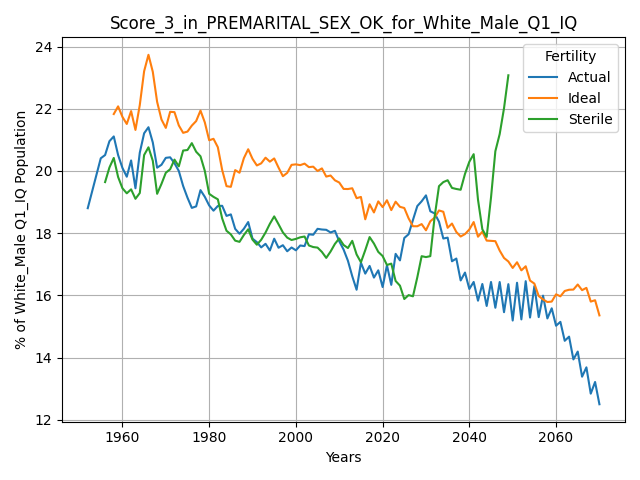 Score_3_in_PREMARITAL_SEX_OK_for_White_Male_Q1_IQ
Fertility
Actual
Ideal
Sterile
% of White_Male Q1_IQ Population
24
22
20
18
16
14
12
1960
1980
2000
2020
2040
2060
Years